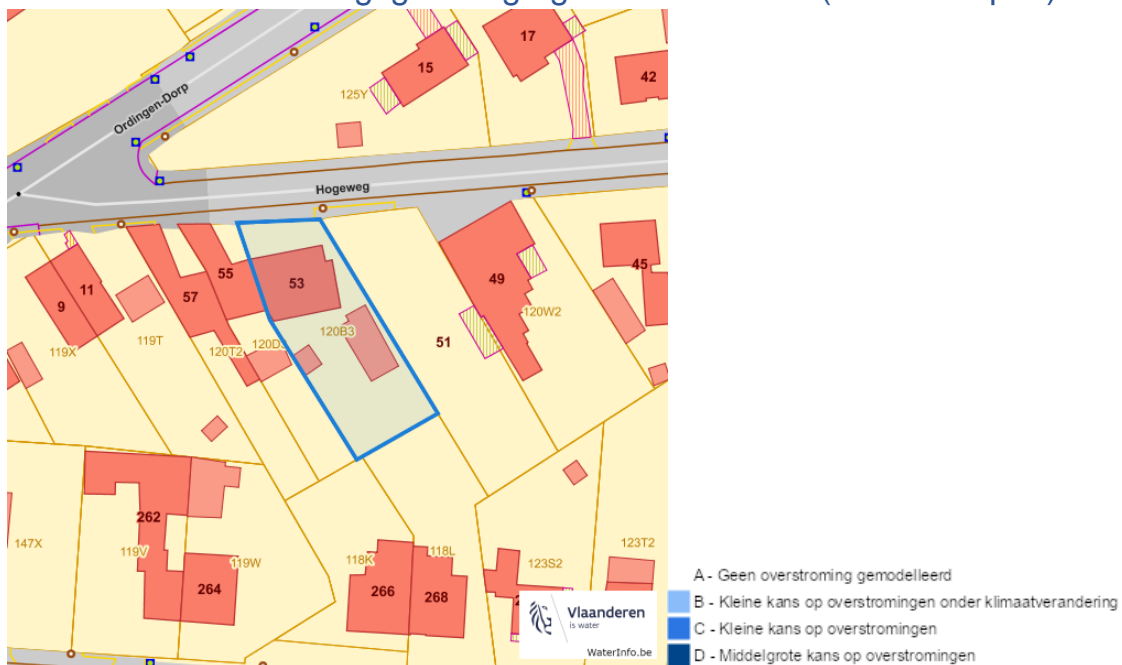 17
15
42
125Y
Ordingen-Dorp
Hogeweg
55
53
49
45
11
9
57
120W2
120B3
51
119X
119T
120T2
120D
262
147X
119V
119W
118K
118L
123S2
123T2
264
266
268
Vlaanderen
is water
WaterInfo.be
A - Geen overstroming gemodelleerd
B - Kleine kans op overstromingen onder klimaatverandering
C - Kleine kans op overstromingen
D - Middelgrote kans op overstromingen